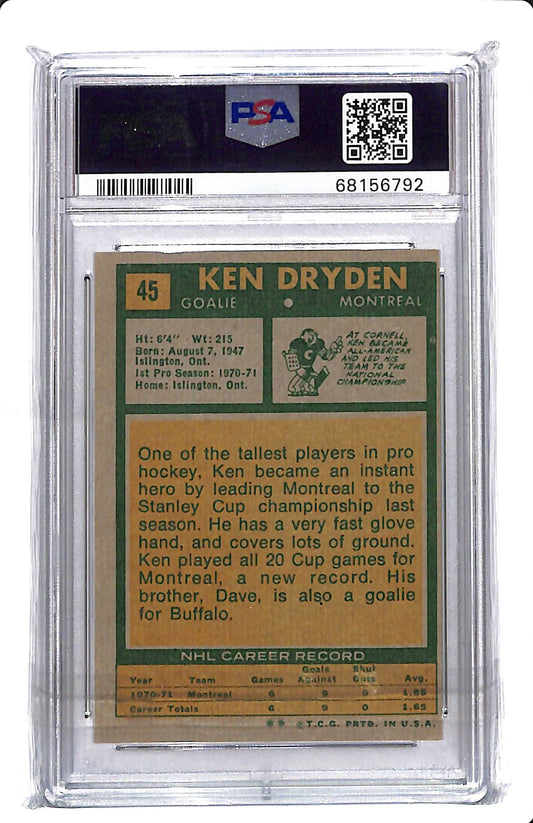 PSA
68156792
45 KEN DRYDEN
GOALIE • MONTREAL
Ht: 6'4" Wt: 215
Born: August 7, 1947
Islington, Ont.
1st Pro Season: 1970-71
Home: Islington, Ont.
AT CORNELL,
KEN BECAME
ALL-AMERICAN
AND LED HIS
TEAM TO THE
NATIONAL
CHAMPIONSHIP
One of the tallest players in pro
hockey, Ken became an instant
hero by leading Montreal to the
Stanley Cup championship last
season. He has a very fast glove
hand, and covers lots of ground.
Ken played all 20 Cup games for
Montreal, a new record. His
brother, Dave, is also a goalie
for Buffalo.
NHL CAREER RECORD
Goals Shut
Year Team Games Against Outs Avg.
1970-71 Montreal 6 9 0 1.65
Career Totals 6 9 0 1.65
** © T.C.G. PRTD. IN U.S.A.